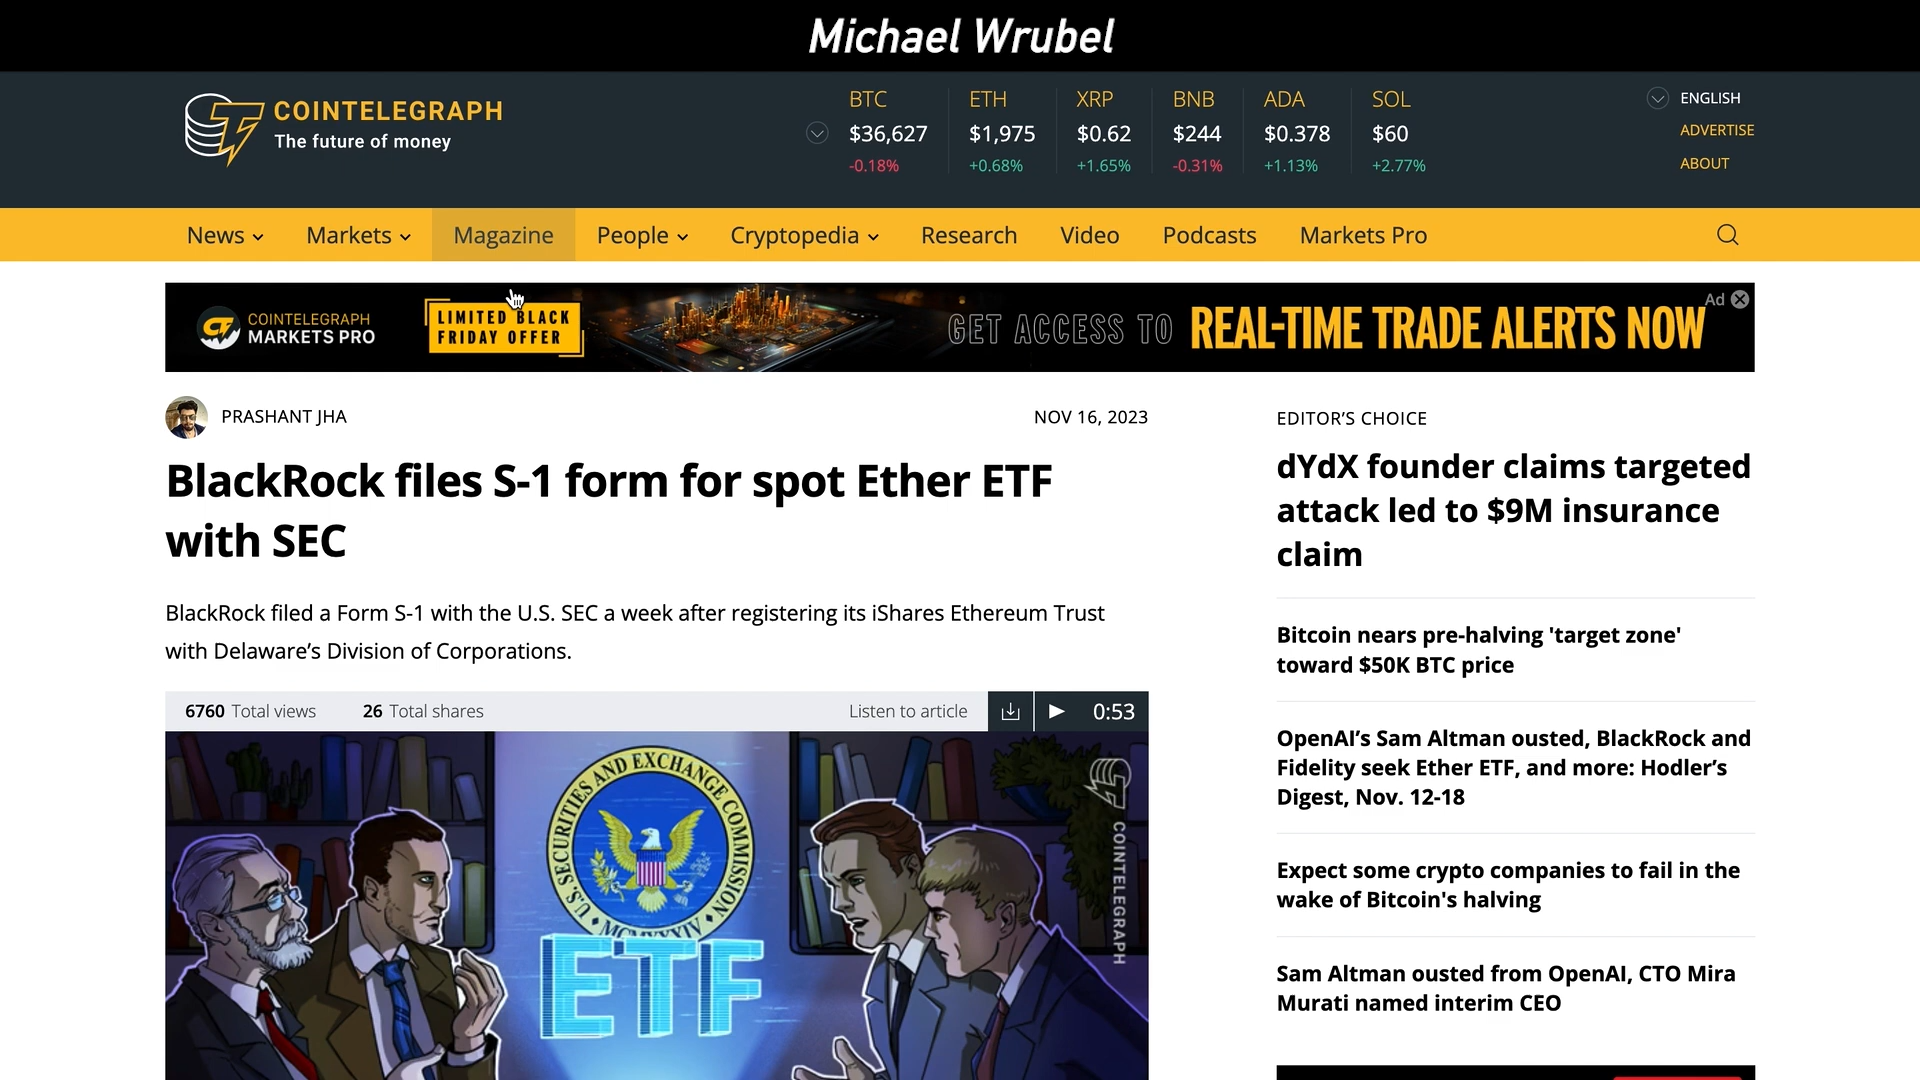 Michael Wrubel
COINTELEGRAPH
The future of money
BTC
$36,627
-0.18%
ETH
$1,975
+0.68%
XRP
$0.62
+1.65%
BNB
$244
-0.31%
ADA
$0.378
+1.13%
SOL
$60
+2.77%
ENGLISH
ADVERTISE
ABOUT
News
Markets
Magazine
People
Cryptopedia
Research
Video
Podcasts
Markets Pro
COINTELEGRAPH
MARKETS PRO
LIMITED BLACK
FRIDAY OFFER
GET ACCESS TO REAL-TIME TRADE ALERTS NOW
Ad
PRASHANT JHA
NOV 16, 2023
BlackRock files S-1 form for spot Ether ETF
with SEC
BlackRock filed a Form S-1 with the U.S. SEC a week after registering its iShares Ethereum Trust
with Delaware’s Division of Corporations.
6760 Total views
26 Total shares
Listen to article
0:53
U.S. SECURITIES AND EXCHANGE COMMISSION
MCMXXXIV
ETF
COINTELEGRAPH
EDITOR’S CHOICE
dYdX founder claims targeted
attack led to $9M insurance
claim
Bitcoin nears pre-halving 'target zone'
toward $50K BTC price
OpenAI’s Sam Altman ousted, BlackRock and
Fidelity seek Ether ETF, and more: Hodler’s
Digest, Nov. 12-18
Expect some crypto companies to fail in the
wake of Bitcoin's halving
Sam Altman ousted from OpenAI, CTO Mira
Murati named interim CEO